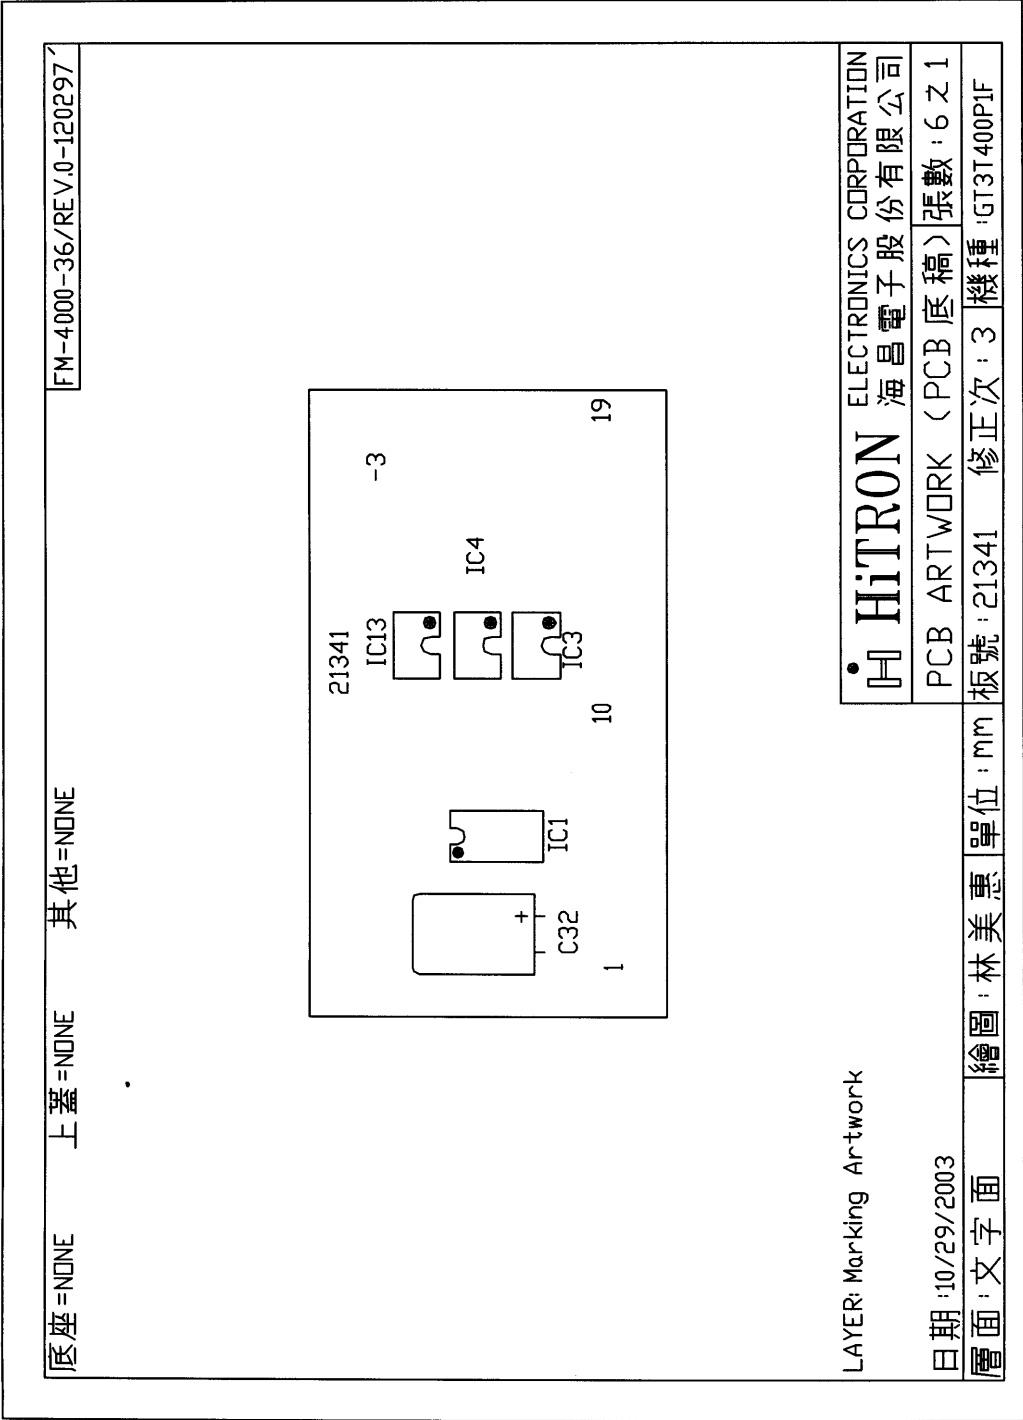 底座=NONE 上蓋=NONE 其他=NONE
FM-4000-36/REV.0-120297
21341
-3
IC13
IC4
IC3
IC1
C32
1
10
19
LAYER: Marking Artwork
HiTRON
ELECTRONICS CORPORATION
海昌電子股份有限公司
日期:10/29/2003
PCB ARTWORK (PCB底稿)
張數:6之1
層面:文字面
繪圖:林美惠
單位:mm
板號:21341 修正次:3
機種:GT3T400P1F